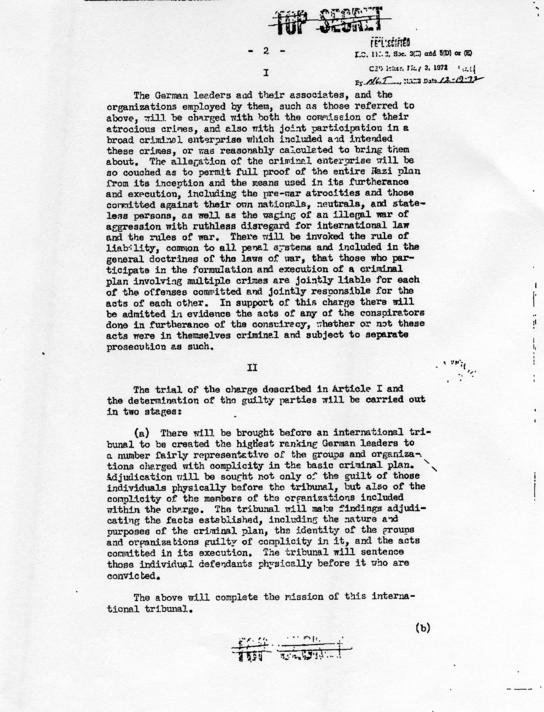 TOP SECRET
- 2 -
E.O. 11652, Sec. 3(E) and 5(D) or (E)
1972
By MLT, NARS Date 12-19-72
I
The German leaders and their associates, and the
organizations employed by them, such as those referred to
above, will be charged with both the commission of their
atrocious crimes, and also with joint participation in a
broad criminal enterprise which included and intended
these crimes, or was reasonably calculated to bring them
about. The allegation of the criminal enterprise will be
so couched as to permit full proof of the entire Nazi plan
from its inception and the means used in its furtherance
and execution, including the pre-war atrocities and those
committed against their own nationals, neutrals, and state-
less persons, as well as the waging of an illegal war of
aggression with ruthless disregard for international law
and the rules of war. There will be invoked the rule of
liability, common to all penal systems and included in the
general doctrines of the laws of war, that those who par-
ticipate in the formulation and execution of a criminal
plan involving multiple crimes are jointly liable for each
of the offenses committed and jointly responsible for the
acts of each other. In support of this charge there will
be admitted in evidence the acts of any of the conspirators
done in furtherance of the conspiracy, whether or not these
acts were in themselves criminal and subject to separate
prosecution as such.
II
The trial of the charge described in Article I and
the determination of the guilty parties will be carried out
in two stages:
(a) There will be brought before an international tri-
bunal to be created the highest ranking German leaders to
a number fairly representative of the groups and organiza-
tions charged with complicity in the basic criminal plan.
Adjudication will be sought not only of the guilt of those
individuals physically before the tribunal, but also of the
complicity of the members of the organizations included
within the charge. The tribunal will make findings adjudi-
cating the facts established, including the nature and
purposes of the criminal plan, the identity of the groups
and organizations guilty of complicity in it, and the acts
committed in its execution. The tribunal will sentence
those individual defendants physically before it who are
convicted.
The above will complete the mission of this interna-
tional tribunal.
(b)